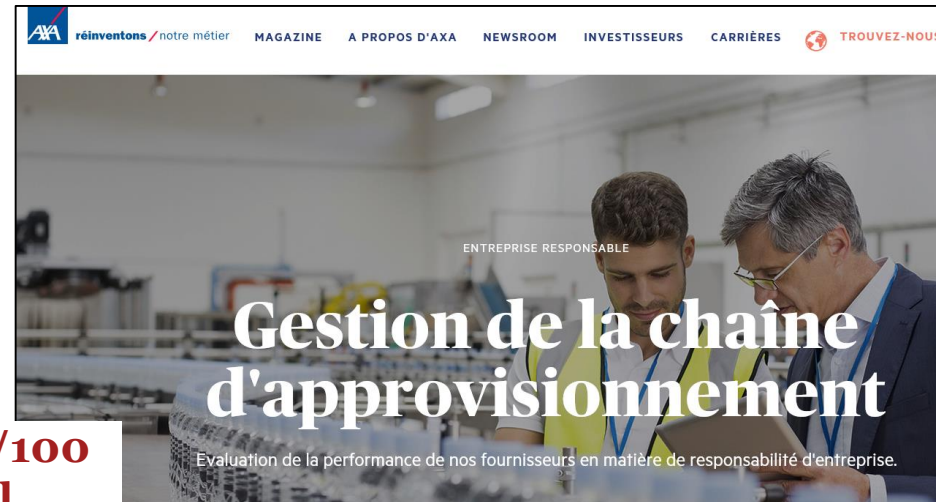 AXA
réinventons / notre métier MAGAZINE A PROPOS D'AXA NEWSROOM INVESTISSEURS CARRIÈRES TROUVEZ-NOUS
ENTREPRISE RESPONSABLE
Gestion de la chaîne
d'approvisionnement
Evaluation de la performance de nos fournisseurs en matière de responsabilité d'entreprise.
/100